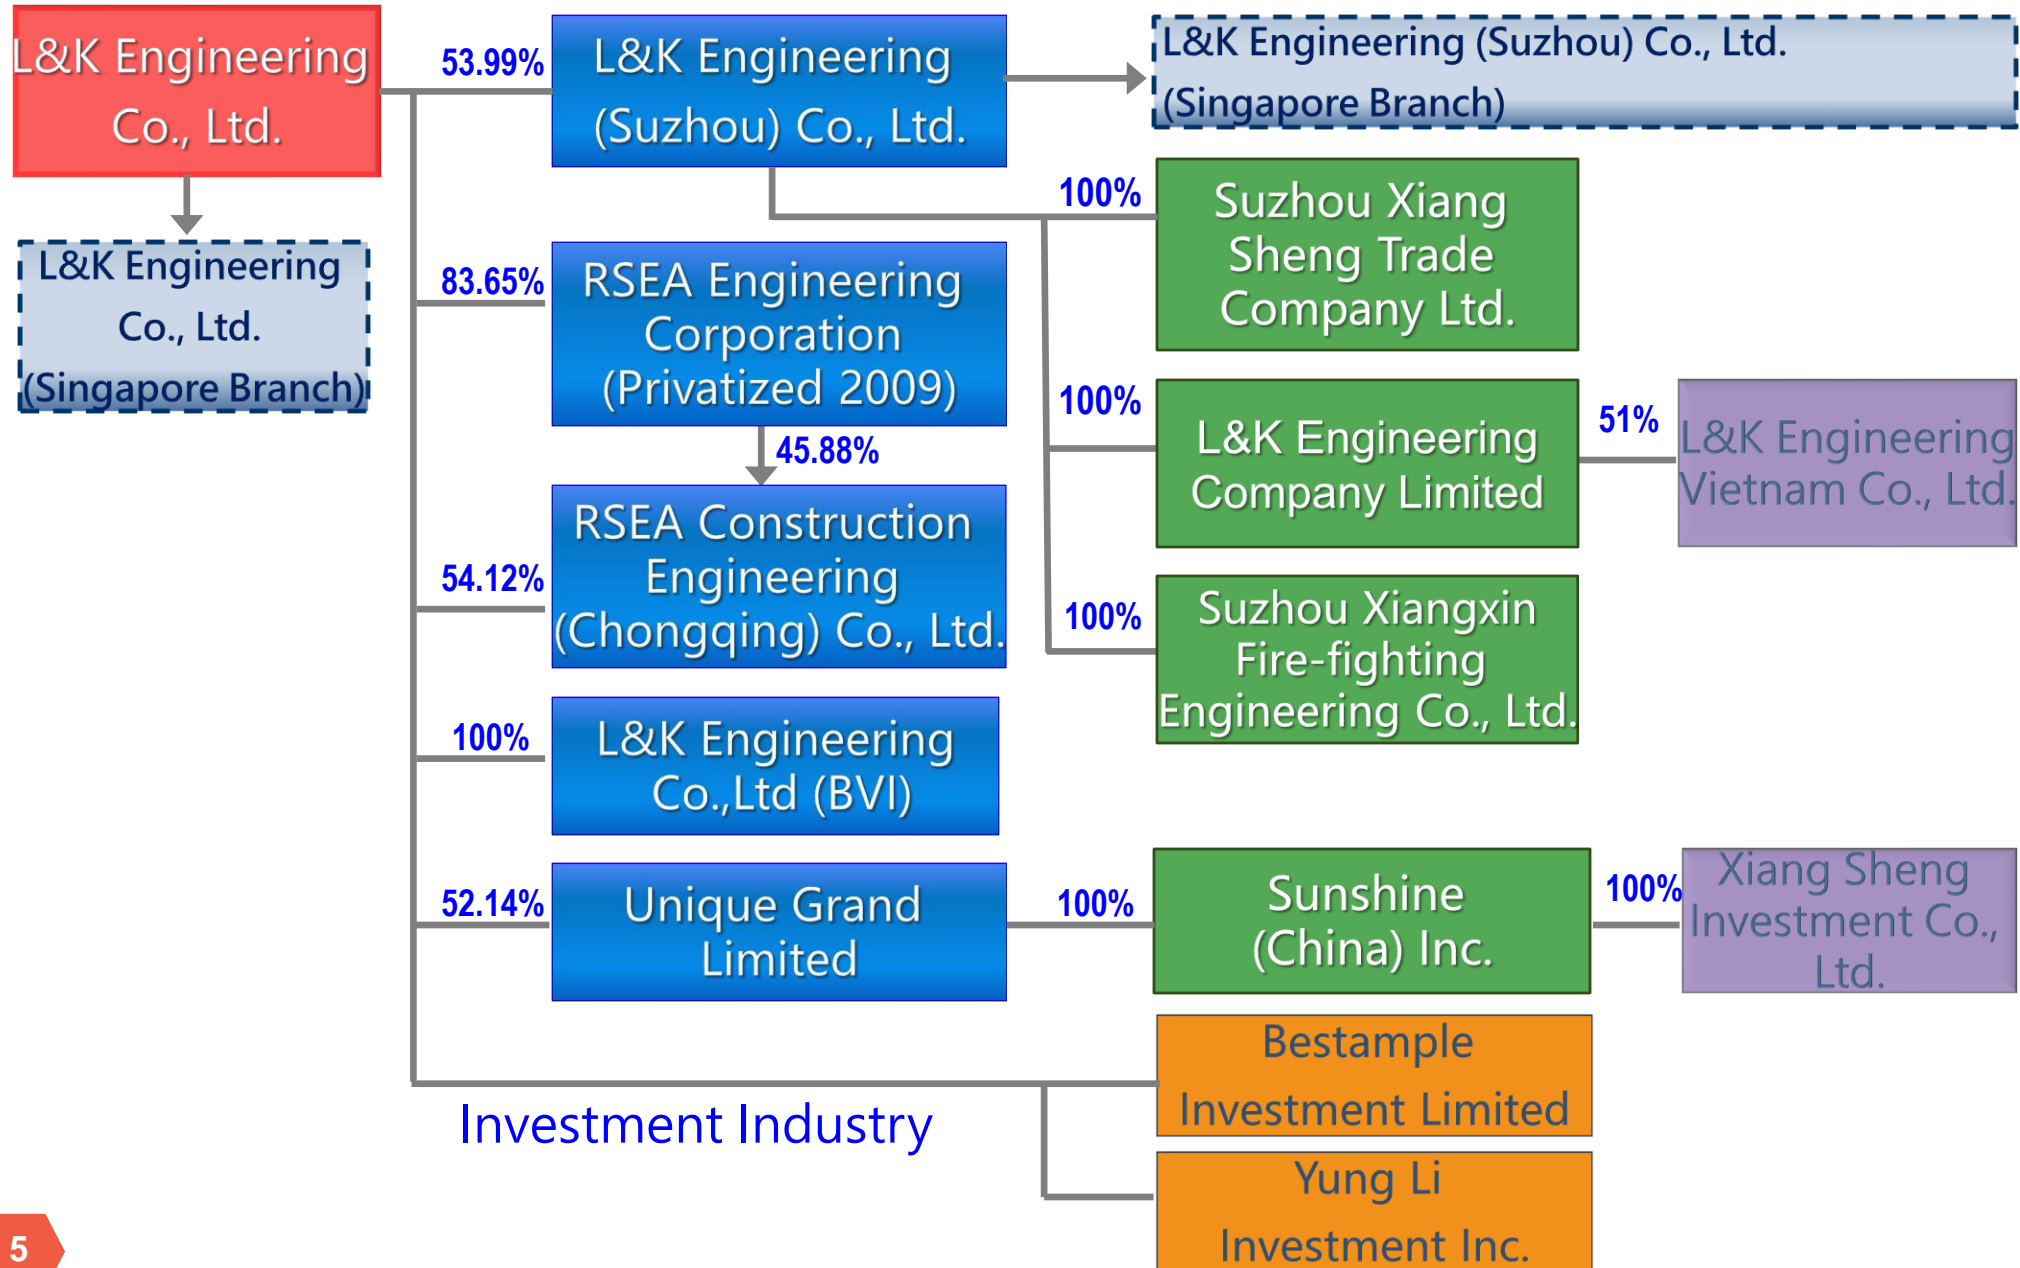 L&K Engineering
Co., Ltd.
L&K Engineering
Co., Ltd.
(Singapore Branch)
53.99%
L&K Engineering
(Suzhou) Co., Ltd.
L&K Engineering (Suzhou) Co., Ltd.
(Singapore Branch)
100%
Suzhou Xiang
Sheng Trade
Company Ltd.
83.65%
RSEA Engineering
Corporation
(Privatized 2009)
100%
L&K Engineering
Company Limited
51%
L&K Engineering
Vietnam Co., Ltd.
45.88%
54.12%
RSEA Construction
Engineering
(Chongqing) Co., Ltd.
100%
Suzhou Xiangxin
Fire-fighting
Engineering Co., Ltd.
100%
L&K Engineering
Co.,Ltd (BVI)
52.14%
Unique Grand
Limited
100%
Sunshine
(China) Inc.
100%
Xiang Sheng
Investment Co.,
Ltd.
Investment Industry
Bestample
Investment Limited
Yung Li
Investment Inc.
5